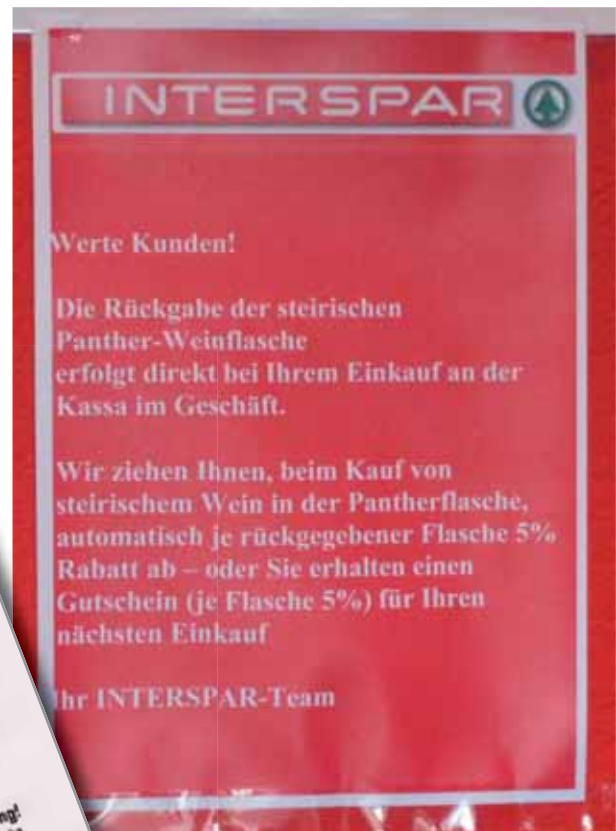 INTERSPAR
Werte Kunden!
Die Rückgabe der steirischen
Panther-Weinflasche
erfolgt direkt bei Ihrem Einkauf an der
Kassa im Geschäft.
Wir ziehen Ihnen, beim Kauf von
steirischem Wein in der Pantherflasche,
automatisch je rückgegebener Flasche 5%
Rabatt ab – oder Sie erhalten einen
Gutschein (je Flasche 5%) für Ihren
nächsten Einkauf
Ihr INTERSPAR-Team